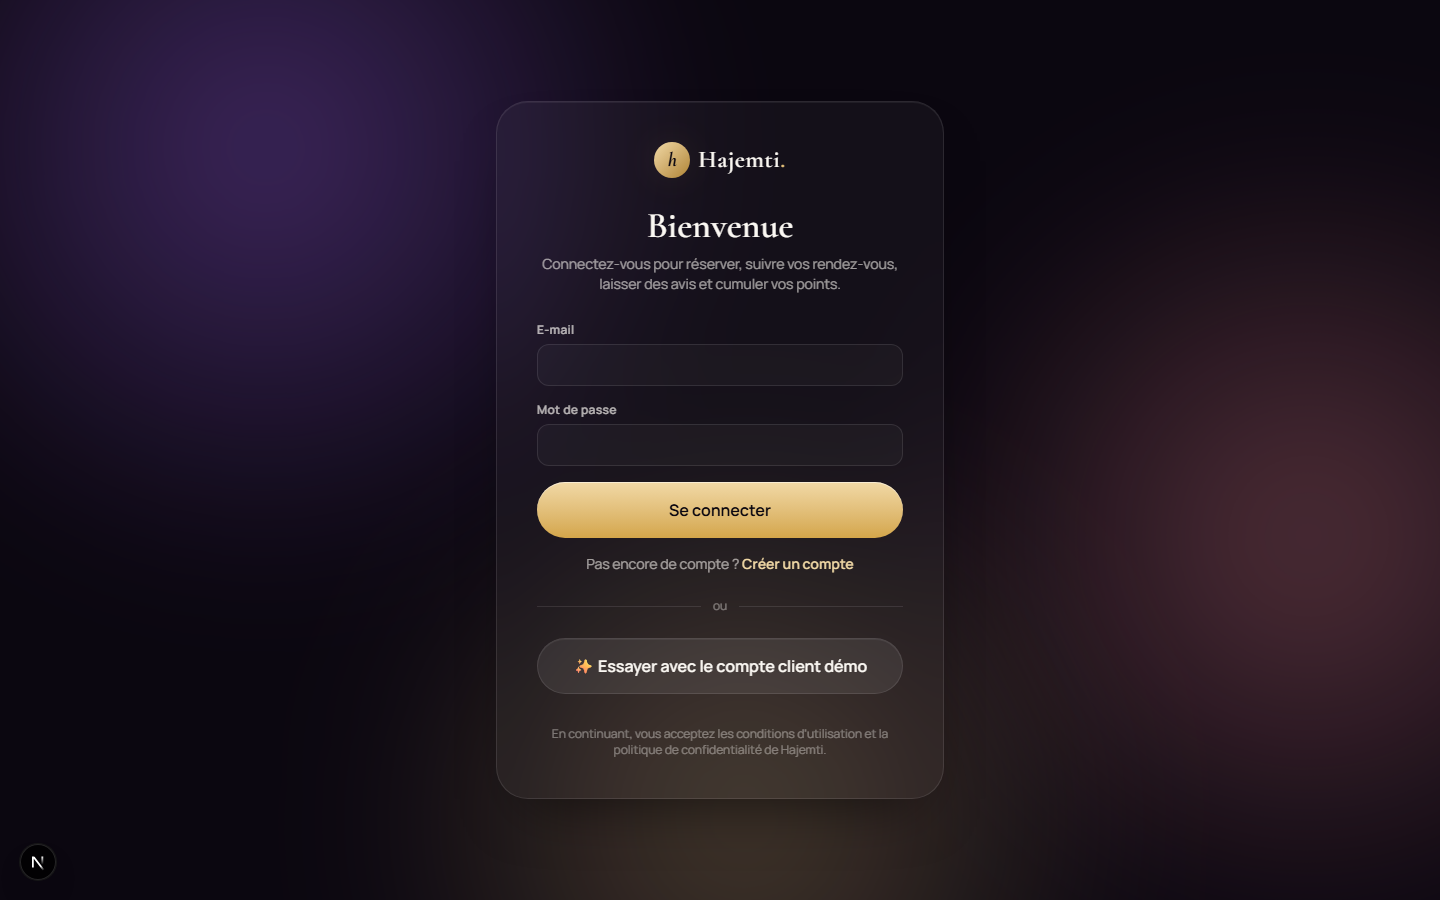 h Hajemti.
Bienvenue
Connectez-vous pour réserver, suivre vos rendez-vous,
laisser des avis et cumuler vos points.
E-mail
Mot de passe
Se connecter
Pas encore de compte ? Créer un compte
ou
✨ Essayer avec le compte client démo
En continuant, vous acceptez les conditions d'utilisation et la
politique de confidentialité de Hajemti.
N